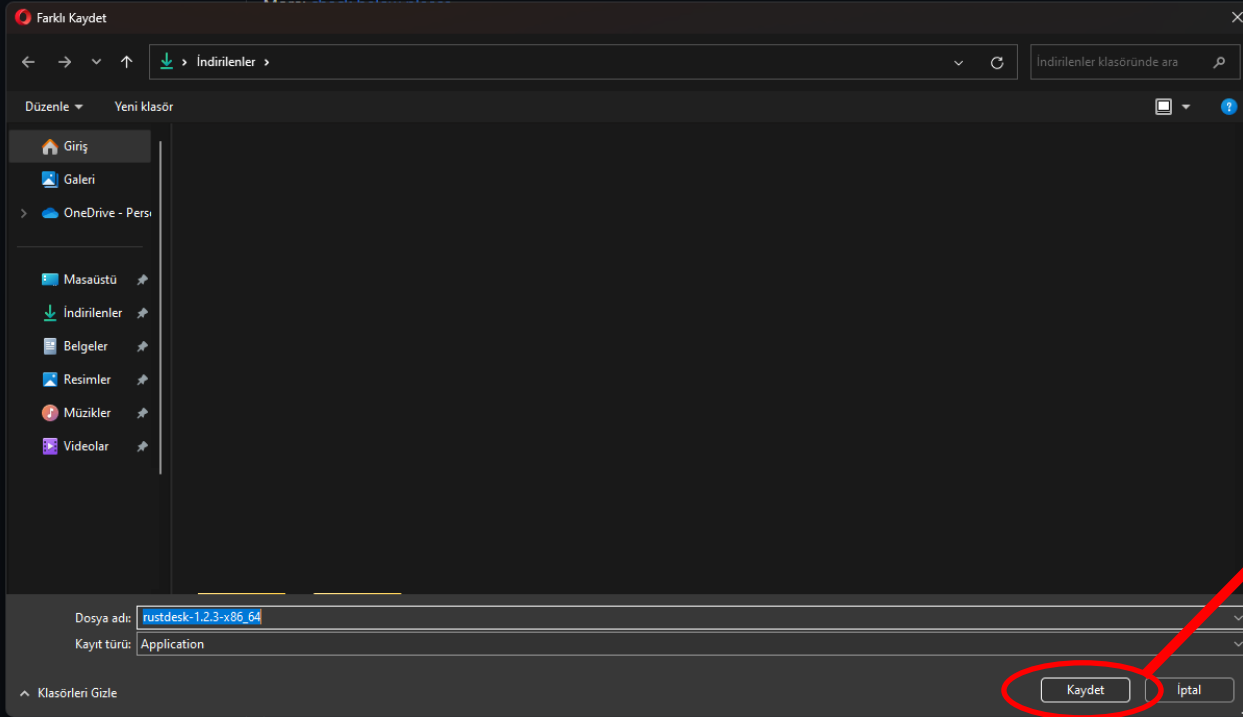 Farklı Kaydet
İndirilenler
İndirilenler klasöründe ara
Düzenle
Yeni klasör
Giriş
Galeri
OneDrive - Perso
Masaüstü
İndirilenler
Belgeler
Resimler
Müzikler
Videolar
Dosya adı: rustdesk-1.2.3-x86_64
Kayıt türü: Application
Klasörleri Gizle
Kaydet İptal